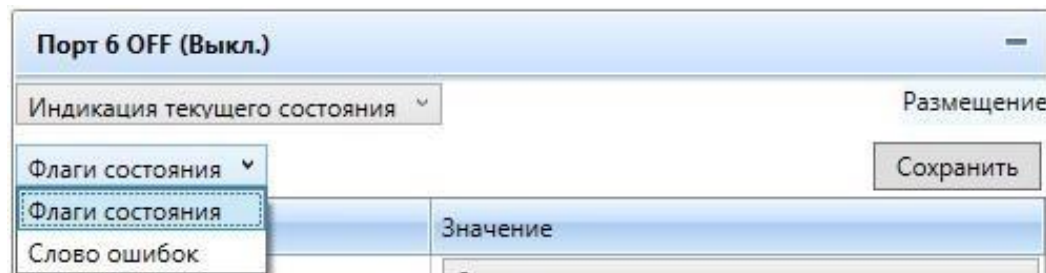 Порт 6 OFF (Выкл.)
Индикация текущего состояния
Размещение
Флаги состояния
Сохранить
Флаги состояния
Значение
Слово ошибок